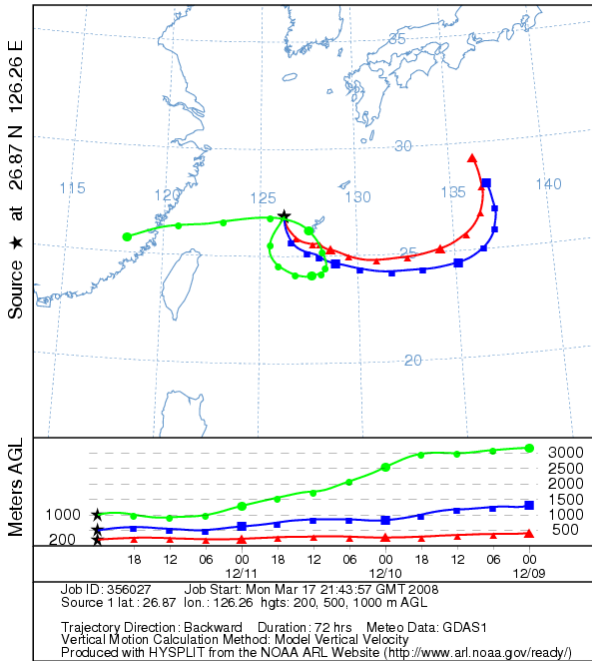 Source ★ at 26.87 N 126.26 E
35
30
115
120
125
130
135
140
25
25
20
Meters AGL
3000
2500
2000
1500
1000
1000
500
200
18 12 06 00 18 12 06 00 18 12 06 00
12/11 12/10 12/09
Job ID: 356027 Job Start: Mon Mar 17 21:43:57 GMT 2008
Source 1 lat.: 26.87 lon.: 126.26 hgts: 200, 500, 1000 m AGL
Trajectory Direction: Backward Duration: 72 hrs Meteo Data: GDAS1
Vertical Motion Calculation Method: Model Vertical Velocity
Produced with HYSPLIT from the NOAA ARL Website (http://www.arl.noaa.gov/ready/)